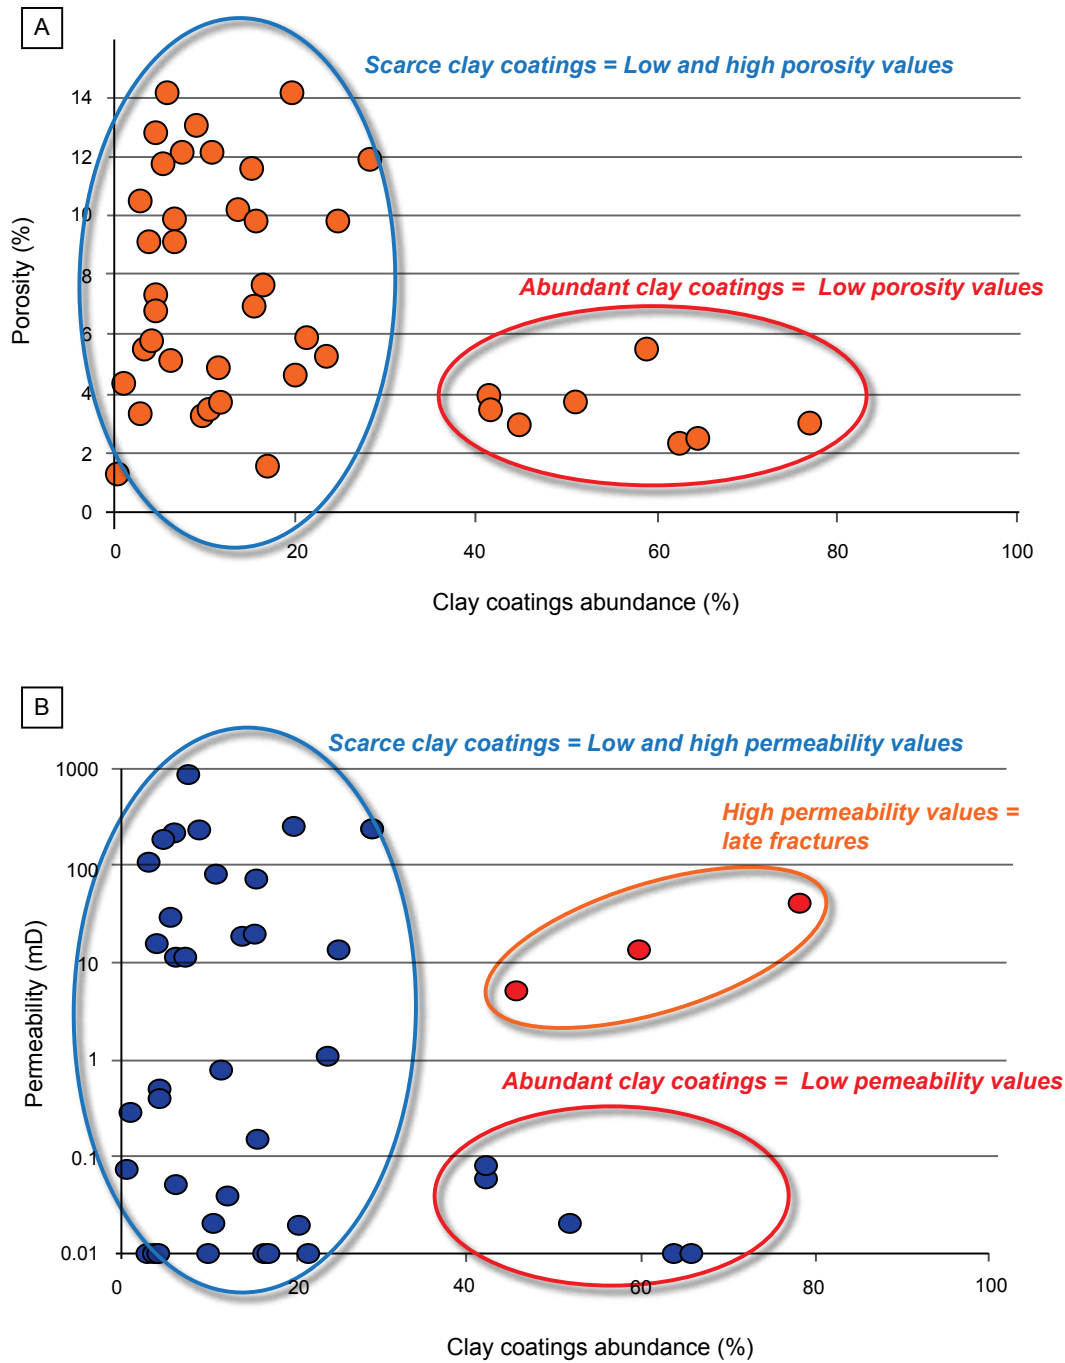 A
Scarce clay coatings = Low and high porosity values
14
12
10
8
Abundant clay coatings = Low porosity values
6
4
2
0
Porosity (%)
0 20 40 60 80 100
Clay coatings abundance (%)
B
Scarce clay coatings = Low and high permeability values
1000
High permeability values =
late fractures
100
10
1
Abundant clay coatings = Low pemeability values
0.1
0.01
Permeability (mD)
0 20 40 60 80 100
Clay coatings abundance (%)